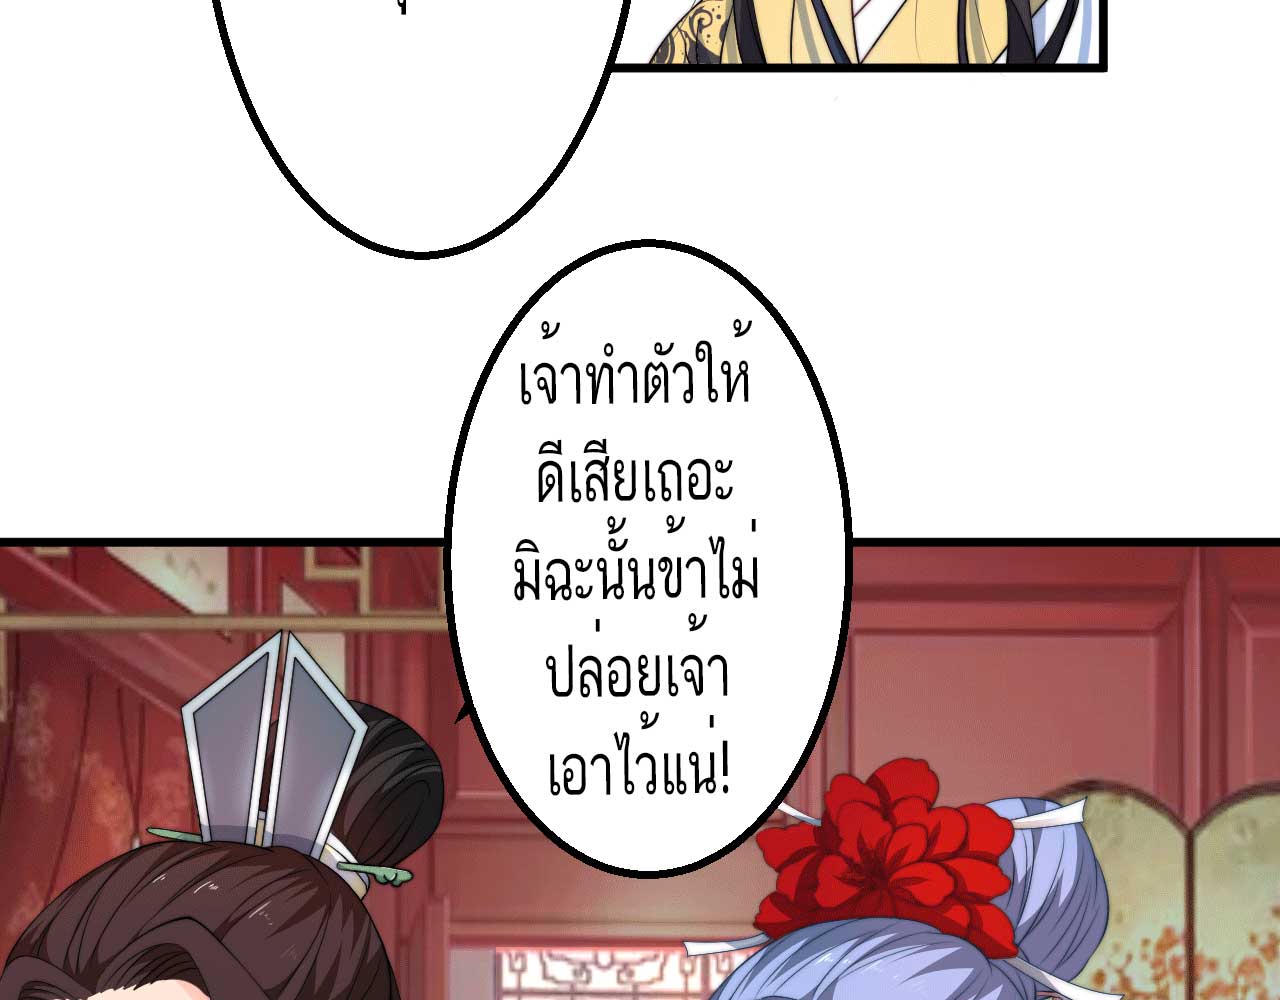 เจ้าทำตัวให้
ดีเสียเถอะ
มิฉะนั้นข้าไม่
ปล่อยเจ้า
เอาไว้แน่!